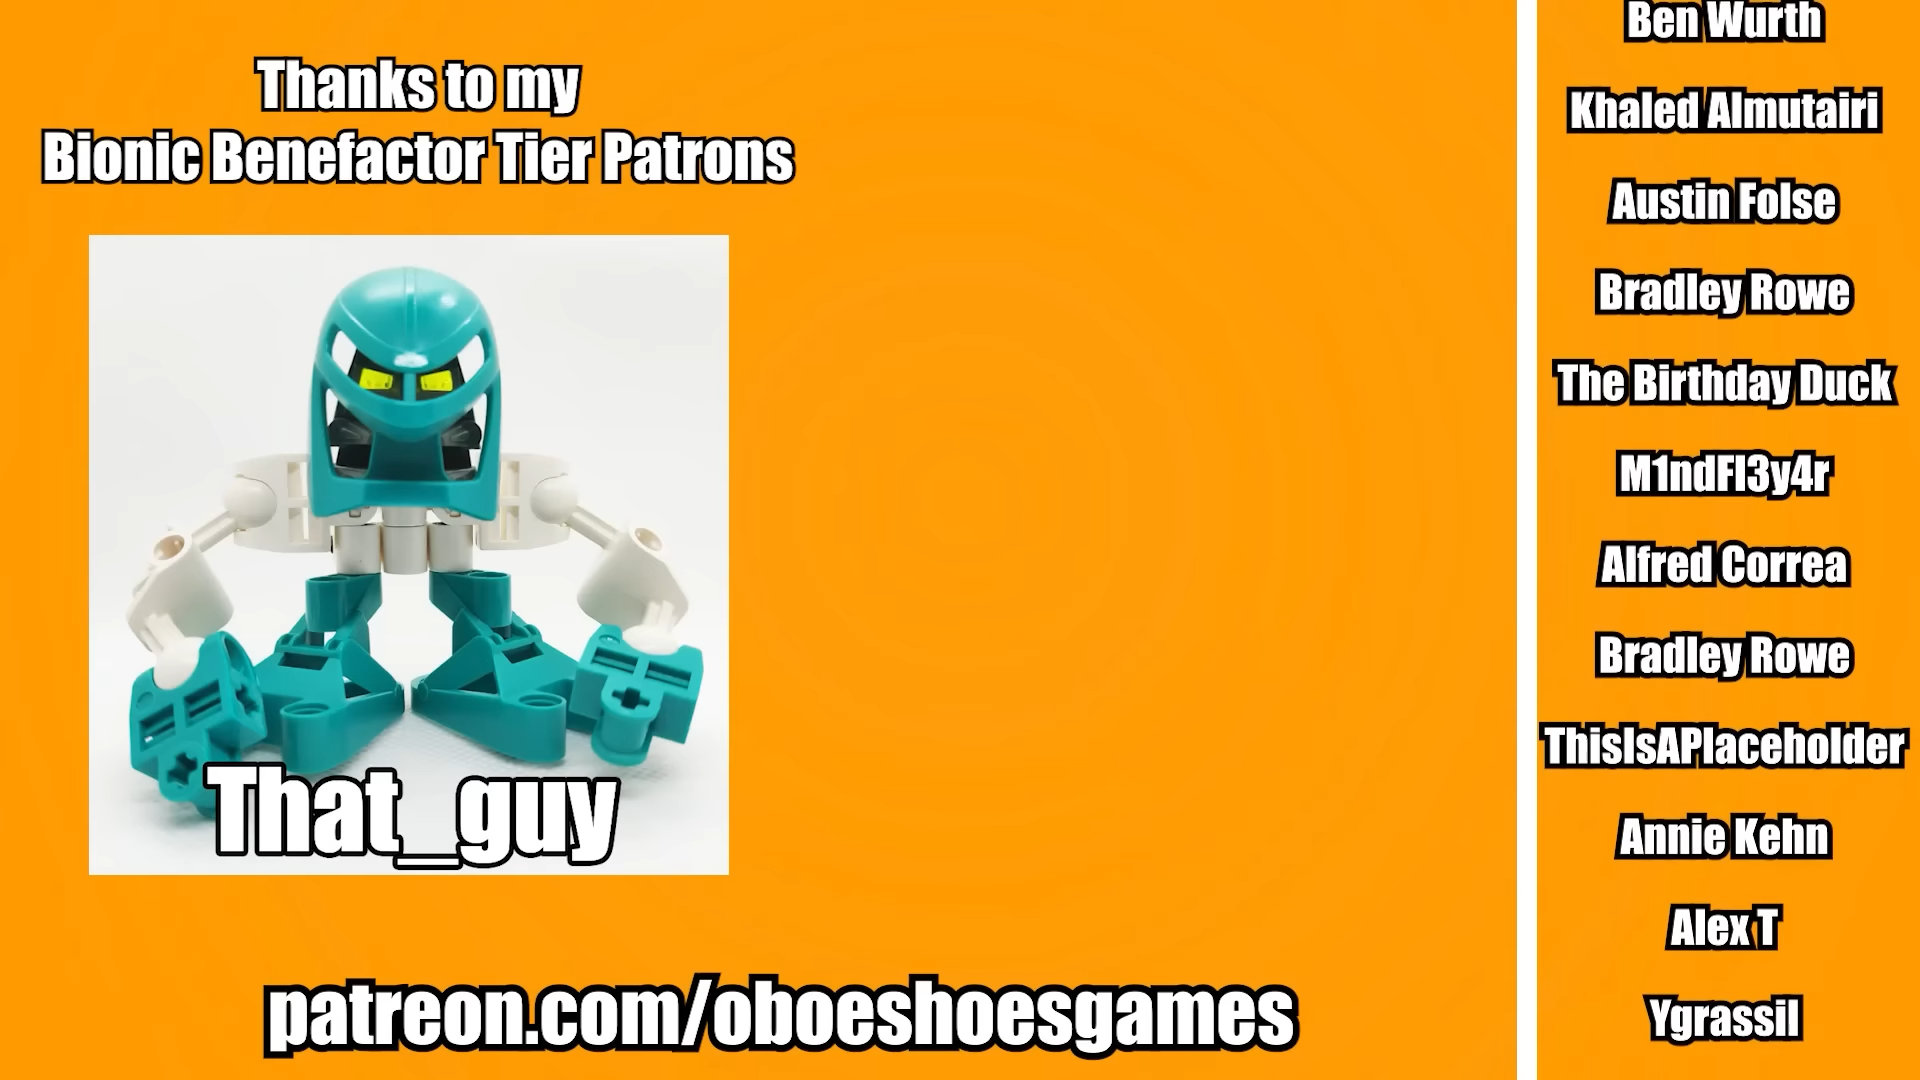 Thanks to my
Bionic Benefactor Tier Patrons
That_guy
patreon.com/oboeshoesgames
Ben Wurth
Khaled Almutairi
Austin Folse
Bradley Rowe
The Birthday Duck
M1ndFl3y4r
Alfred Correa
Bradley Rowe
ThisIsAPlaceholder
Annie Kehn
Alex T
Ygrassil